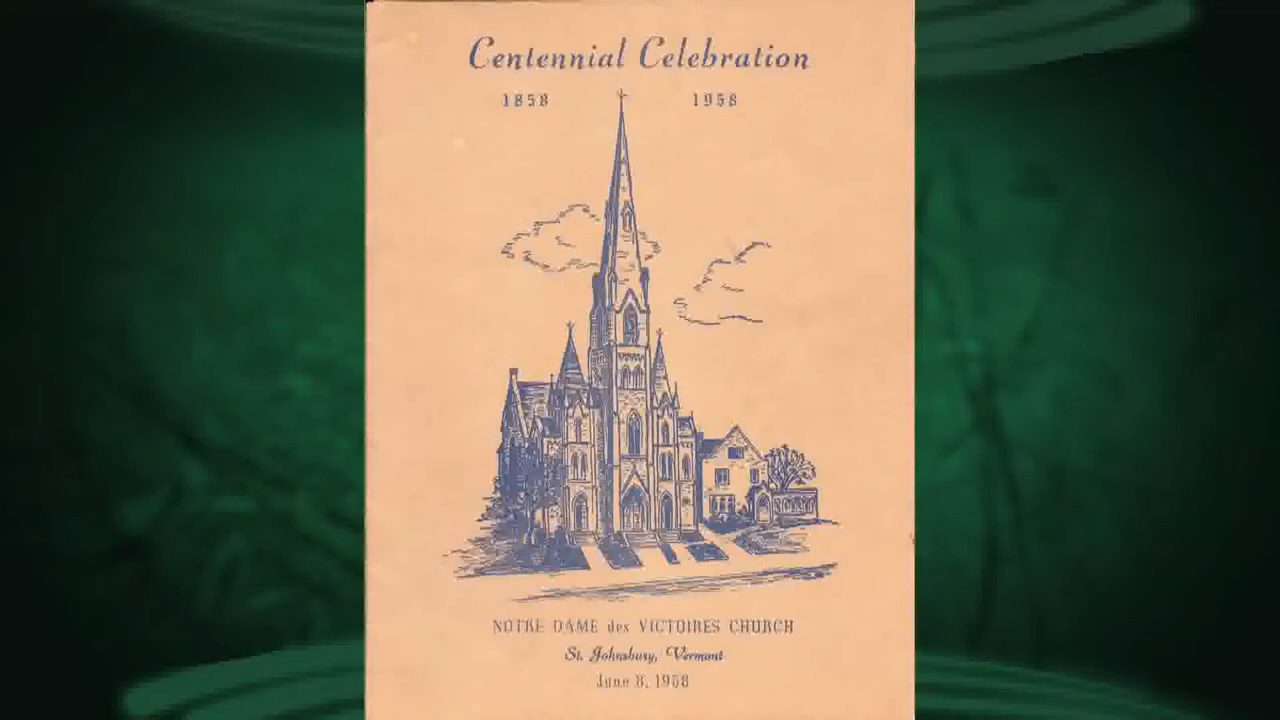 Centennial Celebration
1858 1958
NOTRE DAME des VICTOIRES CHURCH
St. Johnsbury, Vermont
June 8, 1958